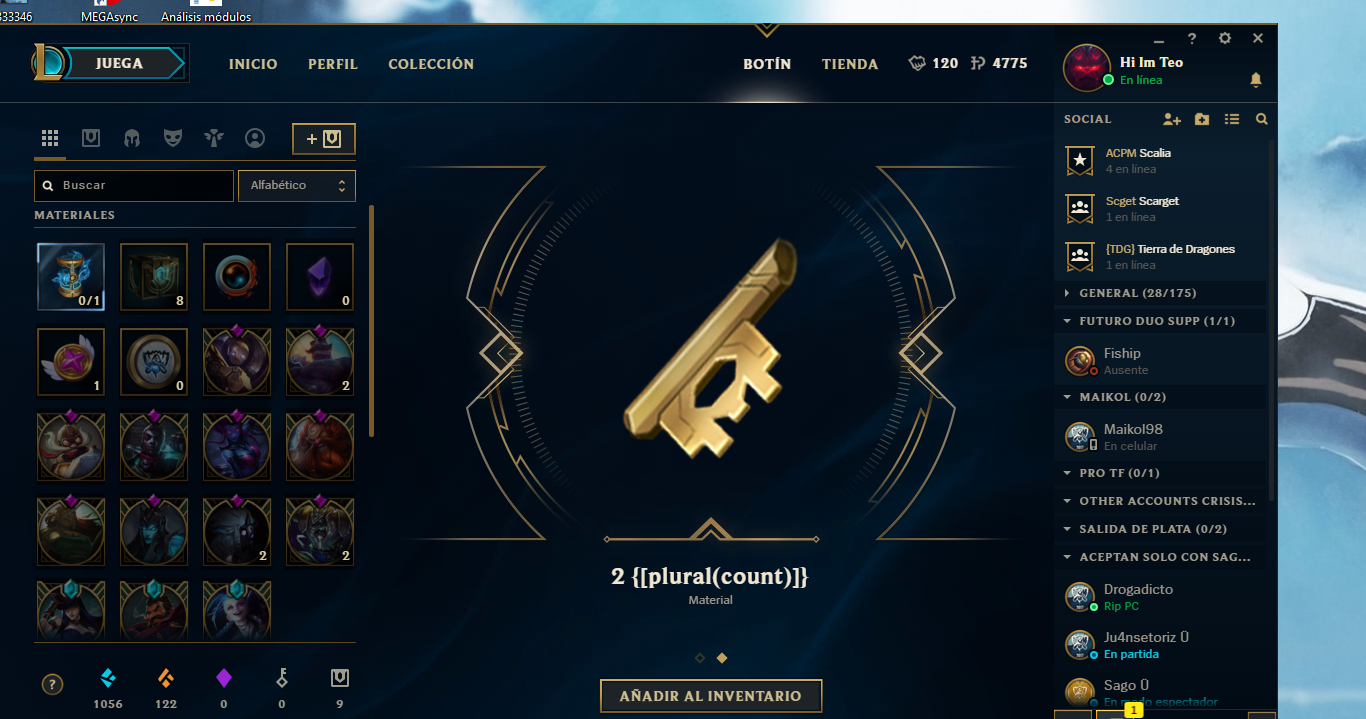 333346
MEGAsync
Análisis módulos
JUEGA
INICIO
PERFIL
COLECCIÓN
BOTÍN
TIENDA
120
4775
?
Hi Im Teo
En línea
Buscar
Alfabético
MATERIALES
0/1
8
0
1
0
2
2
2
2 {[plural(count)]}
Material
AÑADIR AL INVENTARIO
?
1056
122
0
0
9
SOCIAL
ACPM Scalia
4 en línea
Scget Scarget
1 en línea
{TDG} Tierra de Dragones
1 en línea
GENERAL (28/175)
FUTURO DUO SUPP (1/1)
Fiship
Ausente
MAIKOL (0/2)
Maikol98
En celular
PRO TF (0/1)
OTHER ACCOUNTS CRISIS...
SALIDA DE PLATA (0/2)
ACEPTAN SOLO CON SAG...
Drogadicto
Rip PC
Ju4nsetoriz Ü
En partida
Sago Ü
En modo espectador
1